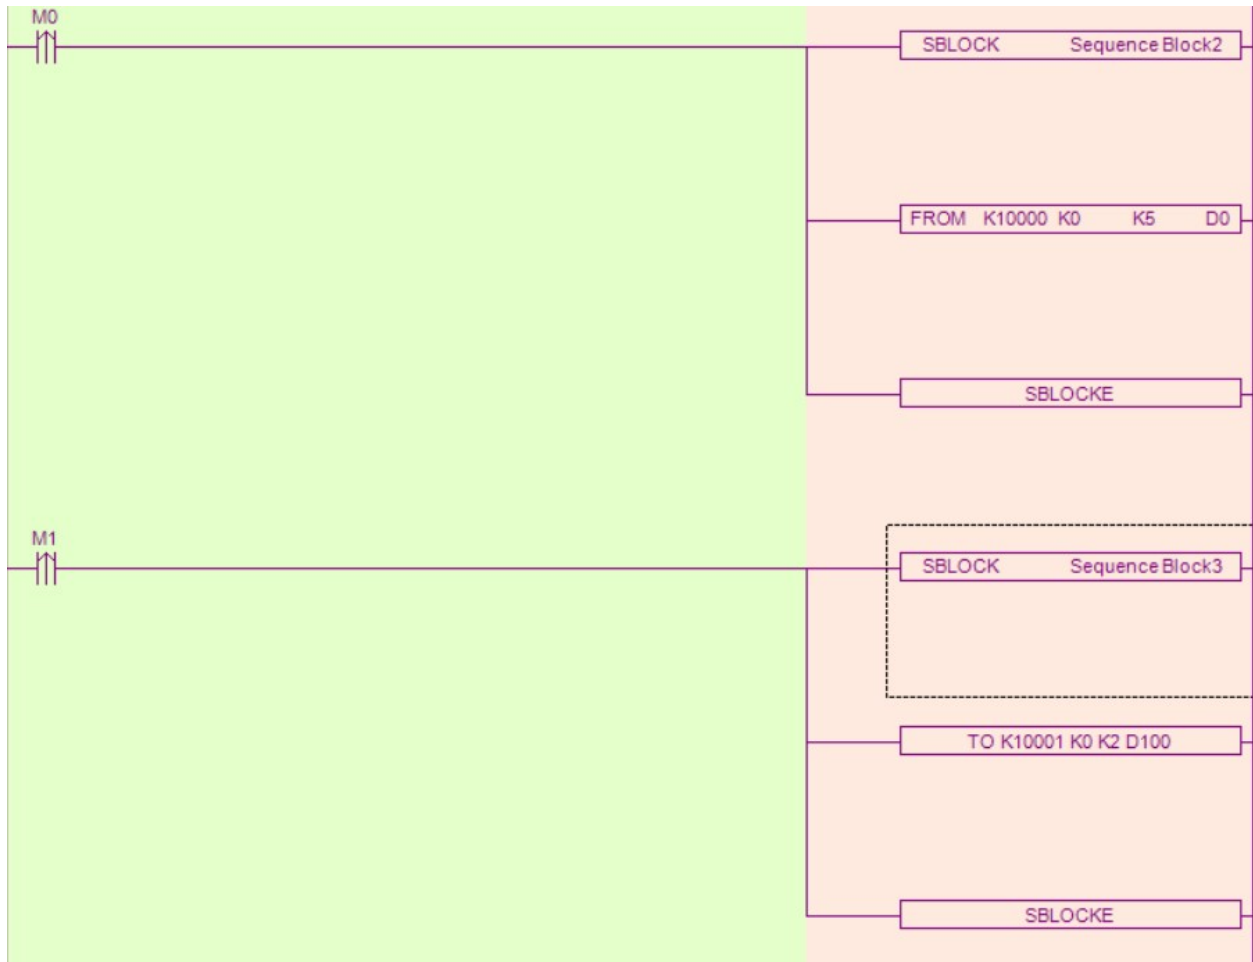 M0
SBLOCK Sequence Block2
FROM K10000 K0 K5 D0
SBLOCKE
M1
SBLOCK Sequence Block3
TO K10001 K0 K2 D100
SBLOCKE